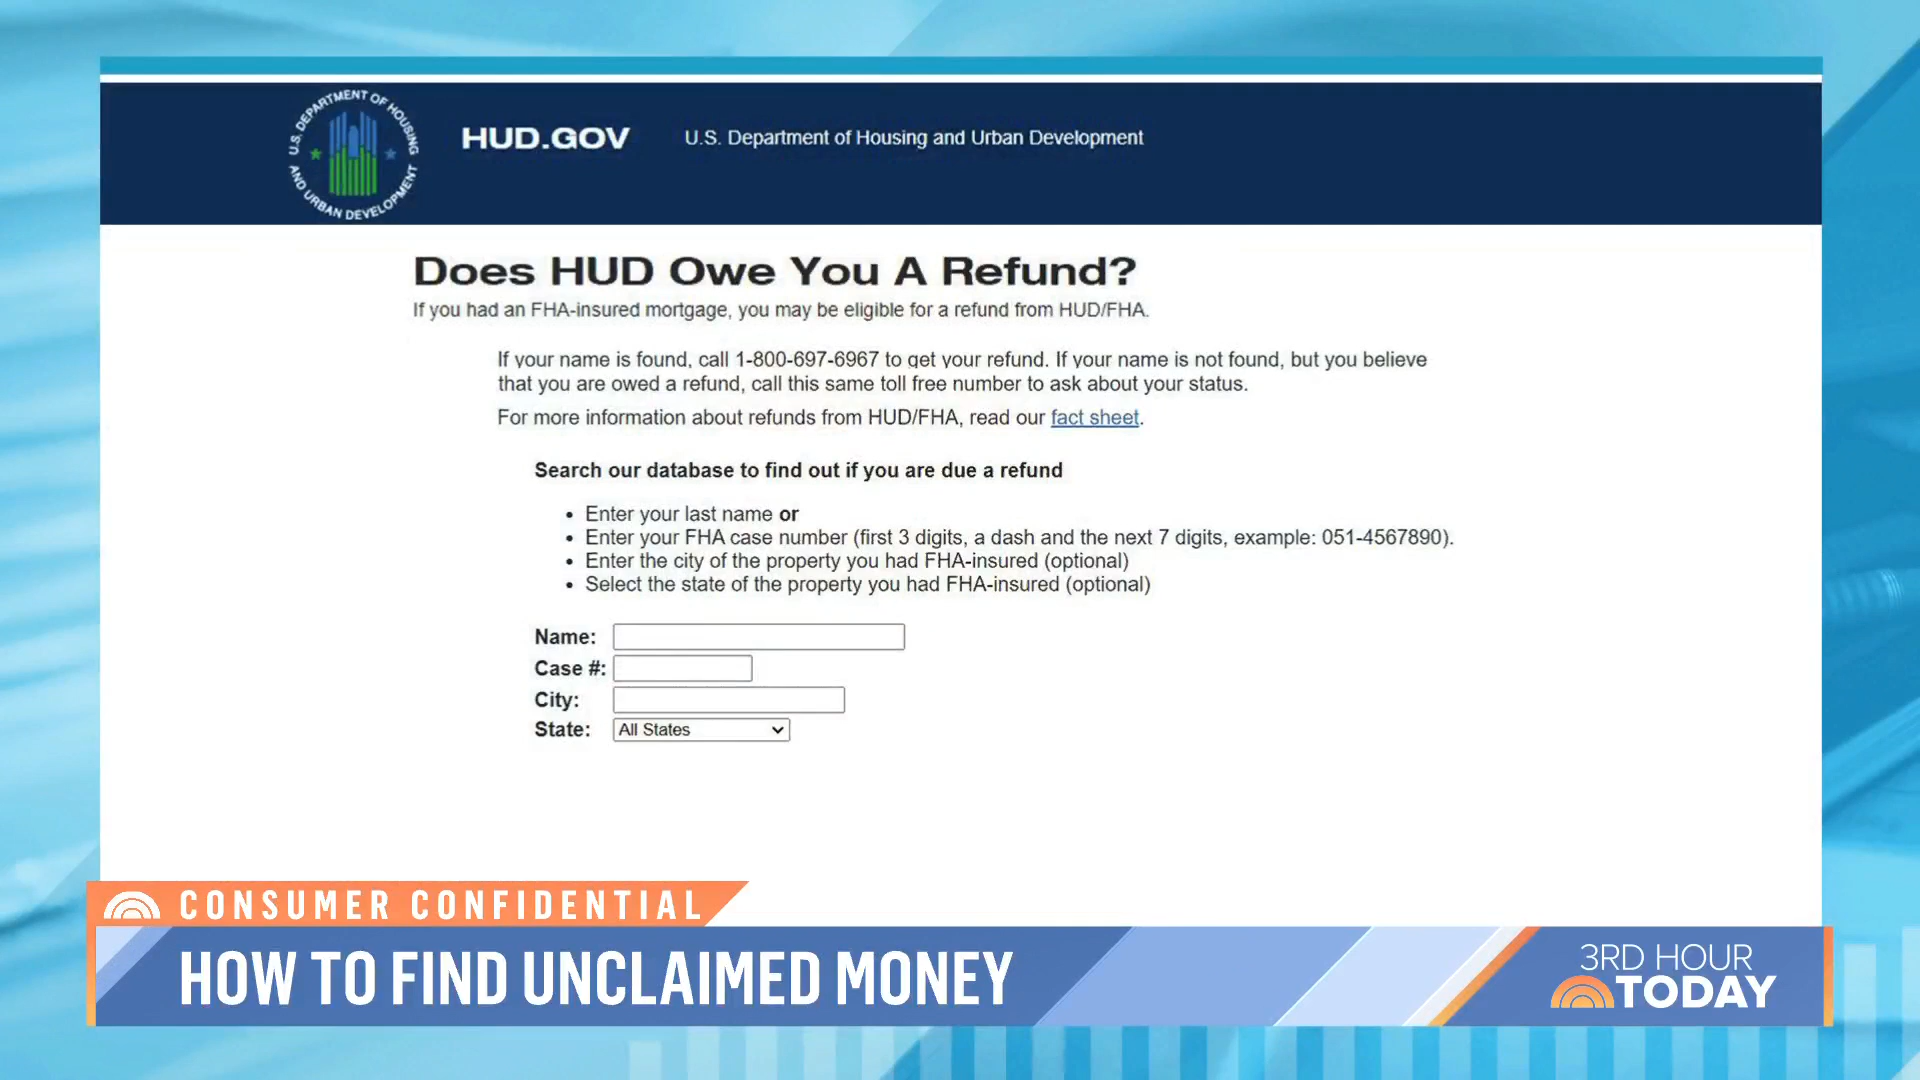 U.S. DEPARTMENT OF HOUSING
AND URBAN DEVELOPMENT
HUD.GOV
U.S. Department of Housing and Urban Development
Does HUD Owe You A Refund?
If you had an FHA-insured mortgage, you may be eligible for a refund from HUD/FHA.
If your name is found, call 1-800-697-6967 to get your refund. If your name is not found, but you believe
that you are owed a refund, call this same toll free number to ask about your status.
For more information about refunds from HUD/FHA, read our fact sheet.
Search our database to find out if you are due a refund
• Enter your last name or
• Enter your FHA case number (first 3 digits, a dash and the next 7 digits, example: 051-4567890).
• Enter the city of the property you had FHA-insured (optional)
• Select the state of the property you had FHA-insured (optional)
Name:
Case #:
City:
State: All States
CONSUMER CONFIDENTIAL
HOW TO FIND UNCLAIMED MONEY
3RD HOUR
TODAY